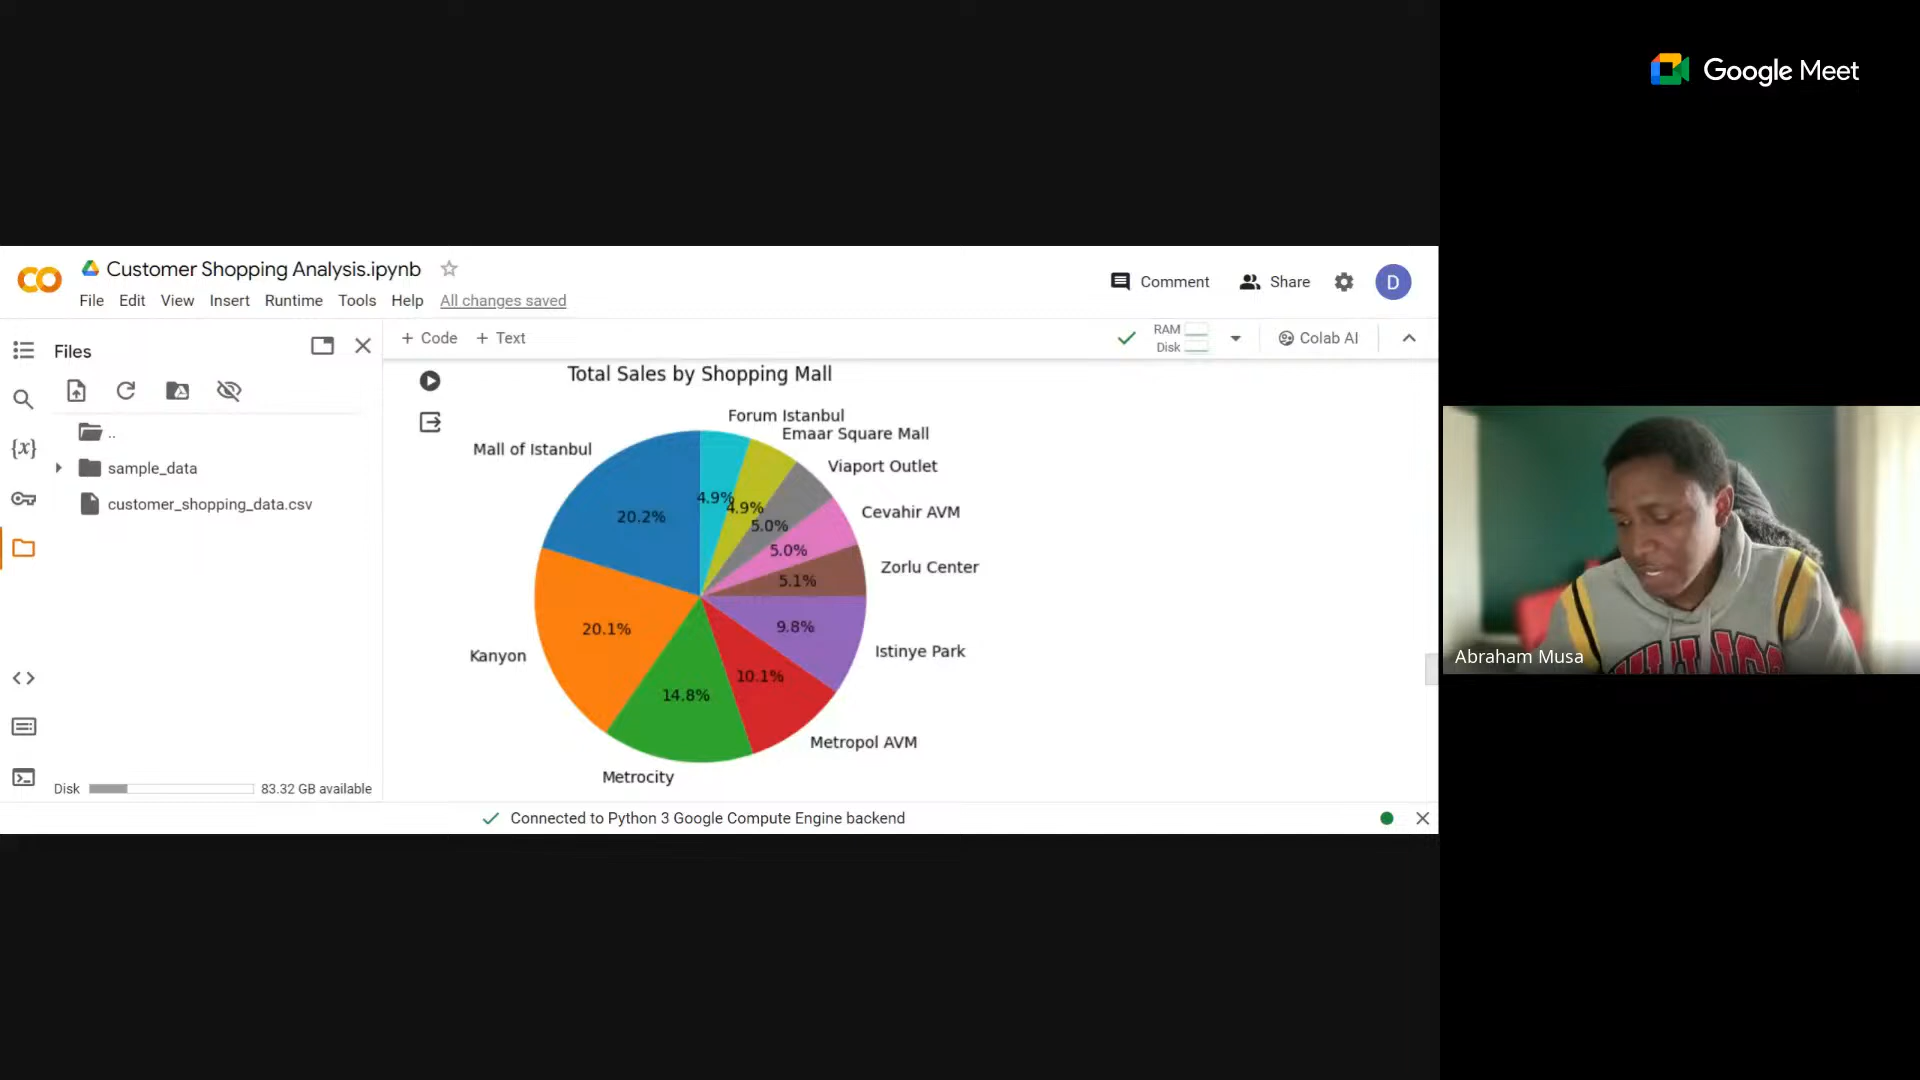 Google Meet
Customer Shopping Analysis.ipynb
File Edit View Insert Runtime Tools Help All changes saved
Comment Share D
Files
+ Code + Text
RAM
Disk
Colab AI
..
sample_data
customer_shopping_data.csv
{x}
Total Sales by Shopping Mall
Forum Istanbul
Emaar Square Mall
Mall of Istanbul
Viaport Outlet
Cevahir AVM
Zorlu Center
Istinye Park
Metropol AVM
Metrocity
Kanyon
4.9%
4.9%
5.0%
5.0%
5.1%
9.8%
10.1%
14.8%
20.1%
20.2%
Disk 83.32 GB available
Connected to Python 3 Google Compute Engine backend
Abraham Musa